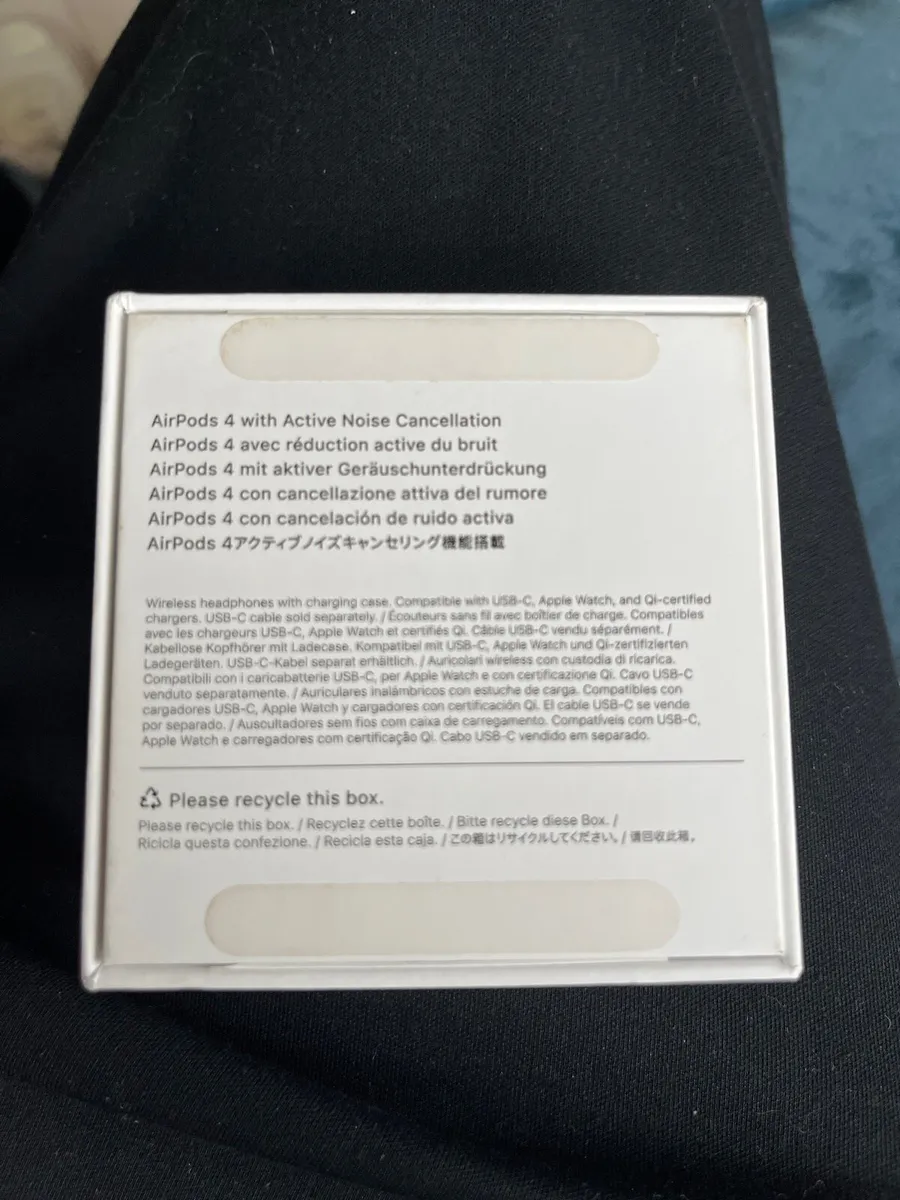 AirPods 4 with Active Noise Cancellation
AirPods 4 avec réduction active du bruit
AirPods 4 mit aktiver Geräuschunterdrückung
AirPods 4 con cancellazione attiva del rumore
AirPods 4 con cancelación de ruido activa
AirPods 4アクティブノイズキャンセリング機能搭載
Wireless headphones with charging case. Compatible with USB-C, Apple Watch, and Qi-certified
chargers. USB-C cable sold separately. / Écouteurs sans fil avec boîtier de charge. Compatibles
avec les chargeurs USB-C, Apple Watch et certifiés Qi. Câble USB-C vendu séparément. /
Kabellose Kopfhörer mit Ladecase. Kompatibel mit USB-C, Apple Watch und Qi-zertifizierten
Ladegeräten. USB-C-Kabel separat erhältlich. / Auricolari wireless con custodia di ricarica.
Compatibili con i caricabatterie USB-C, per Apple Watch e con certificazione Qi. Cavo USB-C
venduto separatamente. / Auriculares inalámbricos con estuche de carga. Compatibles con
cargadores USB-C, Apple Watch y cargadores con certificación Qi. El cable USB-C se vende
por separado. / Auscultadores sem fios com caixa de carregamento. Compatíveis com USB-C,
Apple Watch e carregadores com certificação Qi. Cabo USB-C vendido em separado.
Please recycle this box.
Please recycle this box. / Recyclez cette boîte. / Bitte recycle diese Box. /
Ricicla questa confezione. / Recicla esta caja. / この箱はリサイクルしてください。/ 请回收此箱。